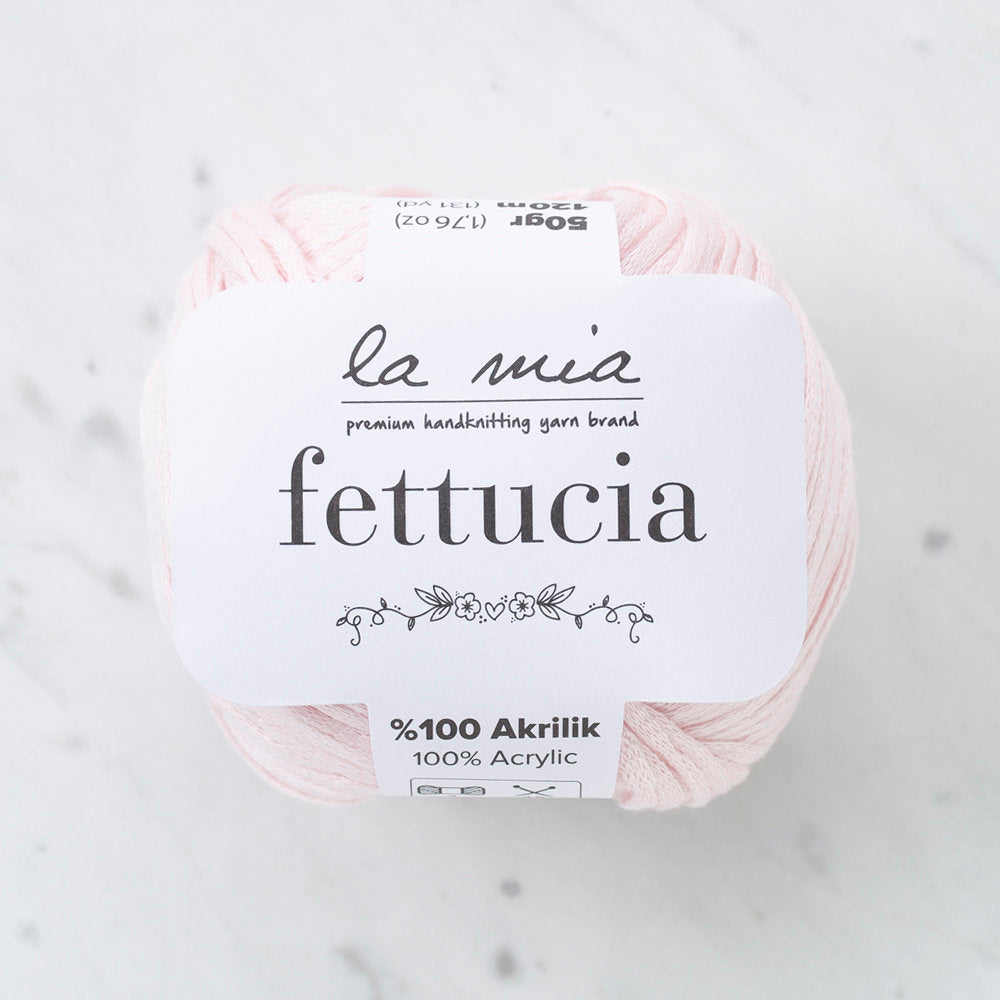 50gr (1,76 oz)
120m (131 yd)
la mia
premium handknitting yarn brand
fettucia
%100 Akrilik
100% Acrylic